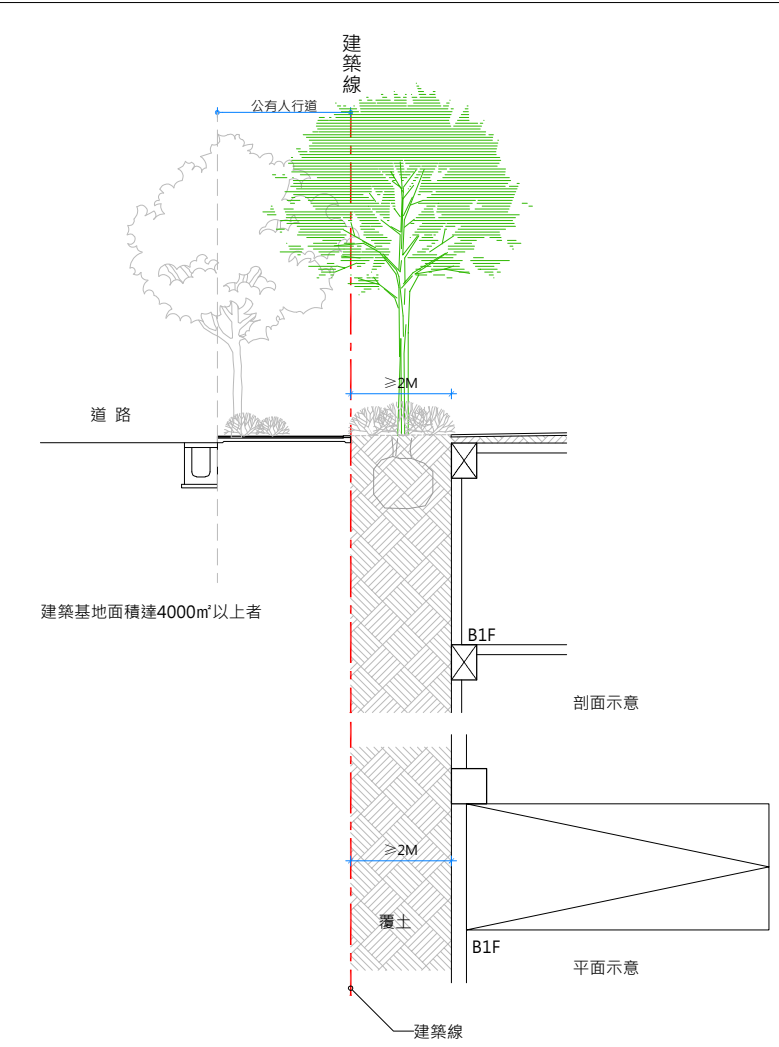 建築線
公有人行道
≥2M
道 路
建築基地面積達4000㎡以上者
B1F
剖面示意
≥2M
覆土
B1F
平面示意
建築線